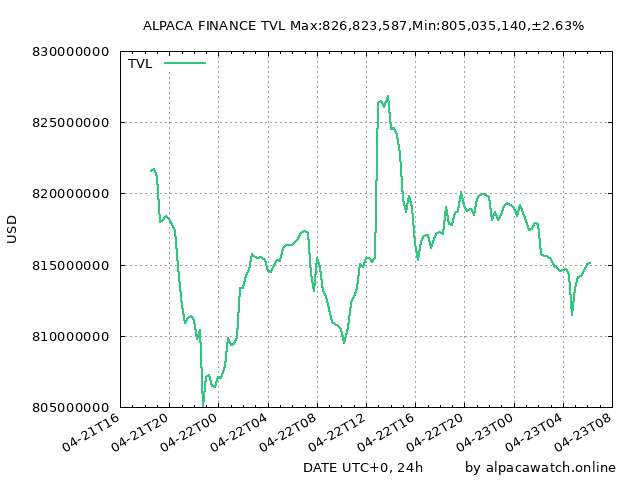 ALPACA FINANCE TVL Max:826,823,587,Min:805,035,140,±2.63%
830000000
TVL
825000000
820000000
USD
815000000
810000000
805000000
04-21T16
04-21T20
04-22T00
04-22T04
04-22T08
04-22T12
04-22T16
04-22T20
04-23T00
04-23T04
04-23T08
DATE UTC+0, 24h
by alpacawatch.online